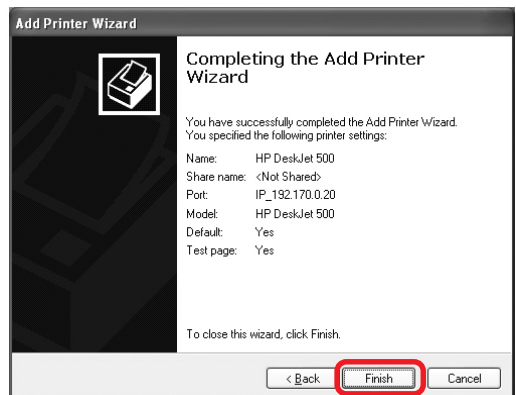 Add Printer Wizard
Completing the Add Printer
Wizard
You have successfully completed the Add Printer Wizard.
You specified the following printer settings:
Name: HP DeskJet 500
Share name: <Not Shared>
Port: IP_192.170.0.20
Model: HP DeskJet 500
Default: Yes
Test page: Yes
To close this wizard, click Finish.
< Back Finish Cancel